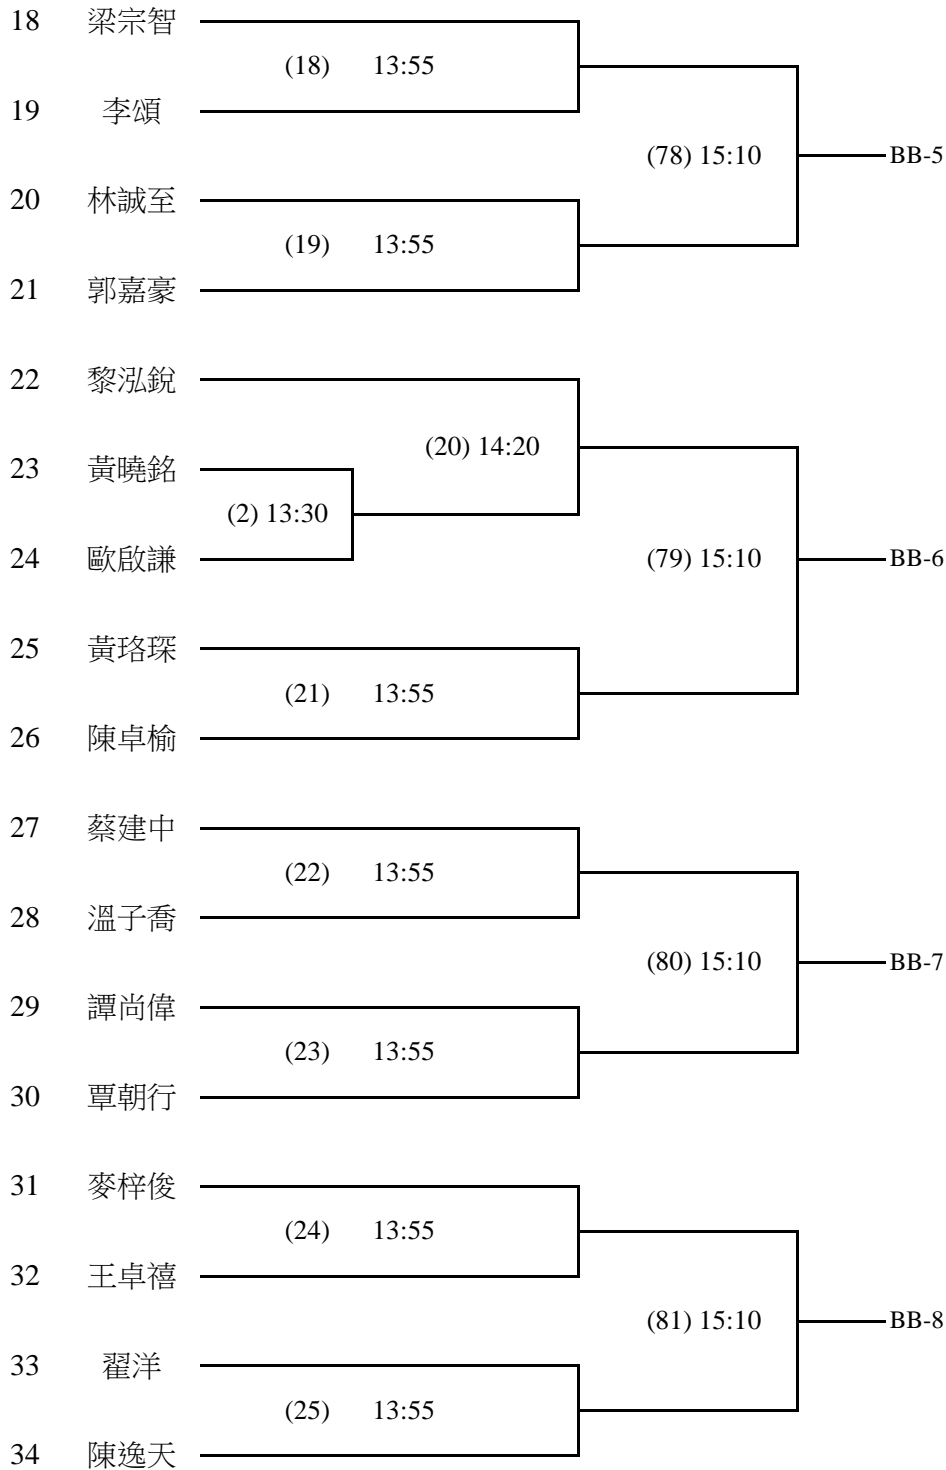 18 梁宗智
(18) 13:55
19 李頌
(78) 15:10 BB-5
20 林誠至
(19) 13:55
21 郭嘉豪
22 黎泓銳
(20) 14:20
23 黃曉銘
(2) 13:30
24 歐啟謙
(79) 15:10 BB-6
25 黃珞琛
(21) 13:55
26 陳卓榆
27 蔡建中
(22) 13:55
28 溫子喬
(80) 15:10 BB-7
29 譚尚偉
(23) 13:55
30 覃朝行
31 麥梓俊
(24) 13:55
32 王卓禧
(81) 15:10 BB-8
33 翟洋
(25) 13:55
34 陳逸天